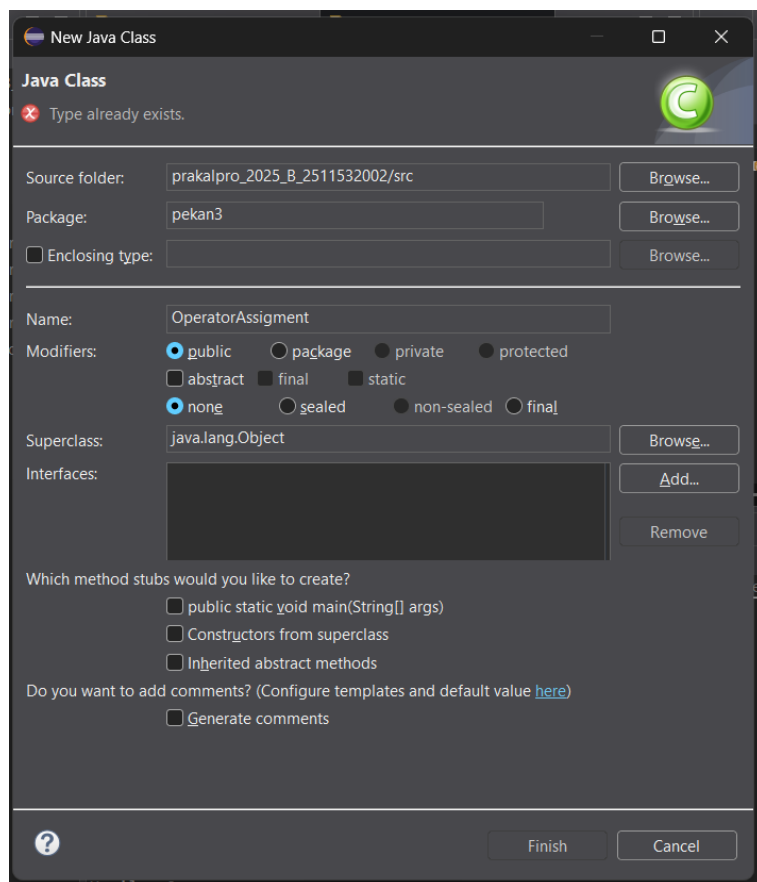 New Java Class
Java Class
Type already exists.
Source folder: prakalpro_2025_B_2511532002/src Browse...
Package: pekan3 Browse...
Enclosing type: Browse...
Name: OperatorAssigment
Modifiers: public package private protected
abstract final static
none sealed non-sealed final
Superclass: java.lang.Object Browse...
Interfaces: Add...
Remove
Which method stubs would you like to create?
public static void main(String[] args)
Constructors from superclass
Inherited abstract methods
Do you want to add comments? (Configure templates and default value here)
Generate comments
? Finish Cancel